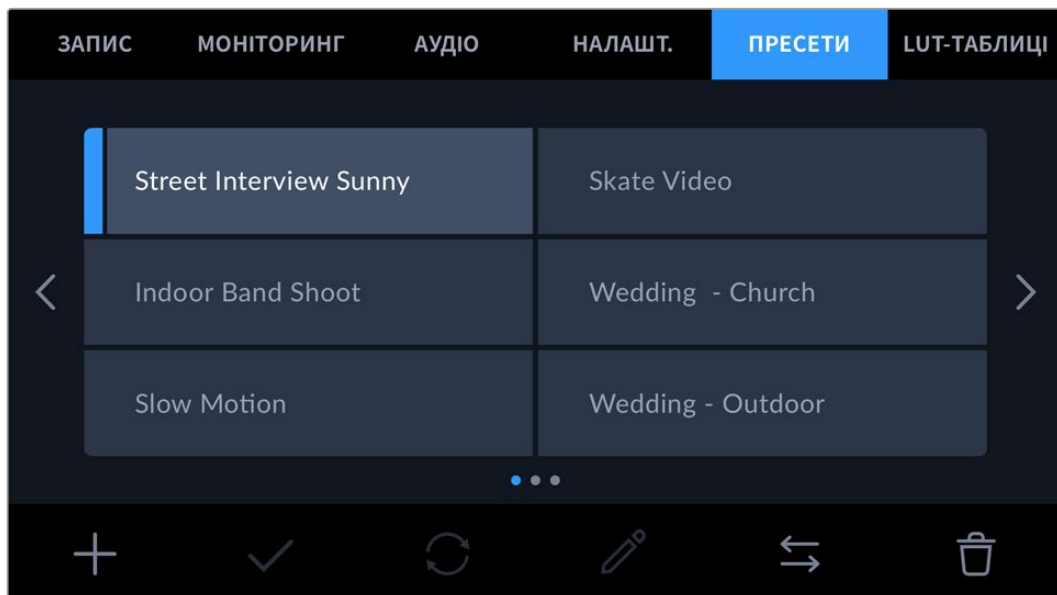 ЗАПИС МОНІТОРИНГ АУДІО НАЛАШТ. ПРЕСЕТИ LUT-ТАБЛИЦІ
Street Interview Sunny Skate Video
Indoor Band Shoot Wedding - Church
Slow Motion Wedding - Outdoor